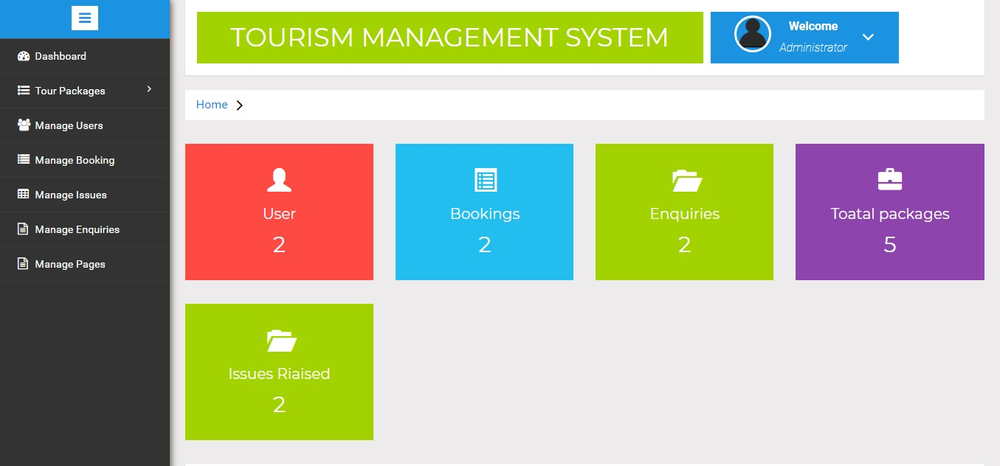 TOURISM MANAGEMENT SYSTEM
Welcome
Administrator
Dashboard
Tour Packages
Manage Users
Manage Booking
Manage Issues
Manage Enquiries
Manage Pages
Home
User
2
Bookings
2
Enquiries
2
Toatal packages
5
Issues Riaised
2